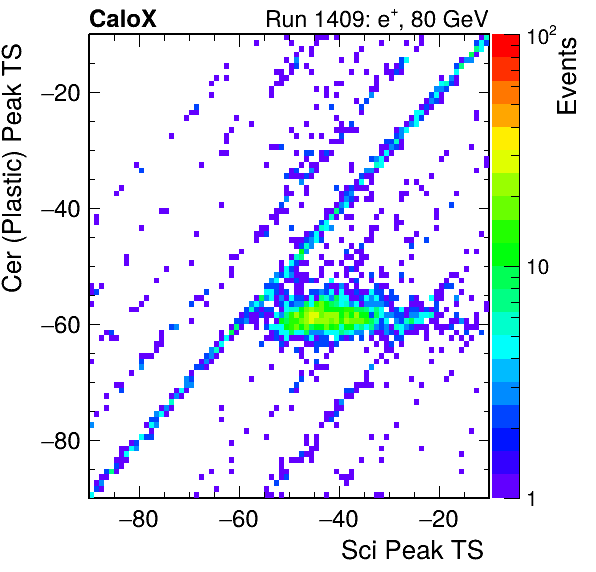 CaloX Run 1409: e+, 80 GeV
Cer (Plastic) Peak TS
−20
−40
−60
−80
−80 −60 −40 −20
Sci Peak TS
10²
10
1
Events